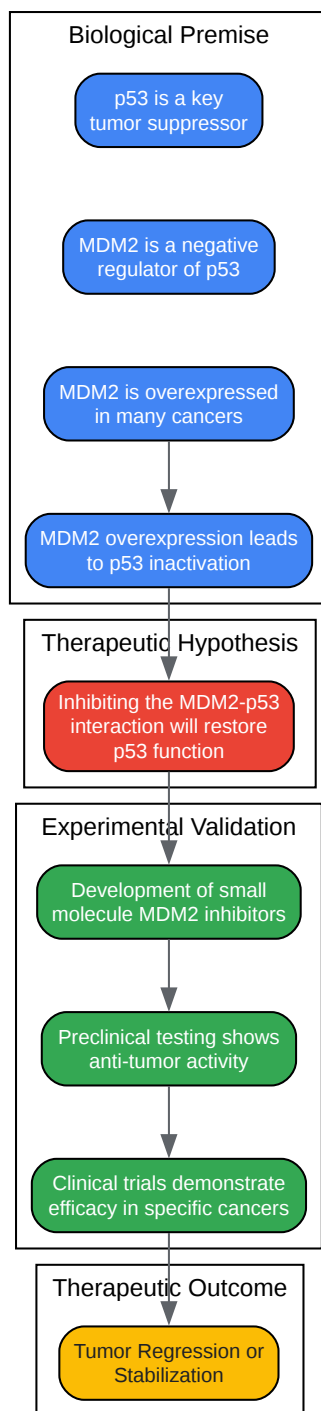 Biological Premise
p53 is a key
tumor suppressor
MDM2 is a negative
regulator of p53
MDM2 is overexpressed
in many cancers
MDM2 overexpression leads
to p53 inactivation
Therapeutic Hypothesis
Inhibiting the MDM2-p53
interaction will restore
p53 function
Experimental Validation
Development of small
molecule MDM2 inhibitors
Preclinical testing shows
anti-tumor activity
Clinical trials demonstrate
efficacy in specific cancers
Therapeutic Outcome
Tumor Regression or
Stabilization